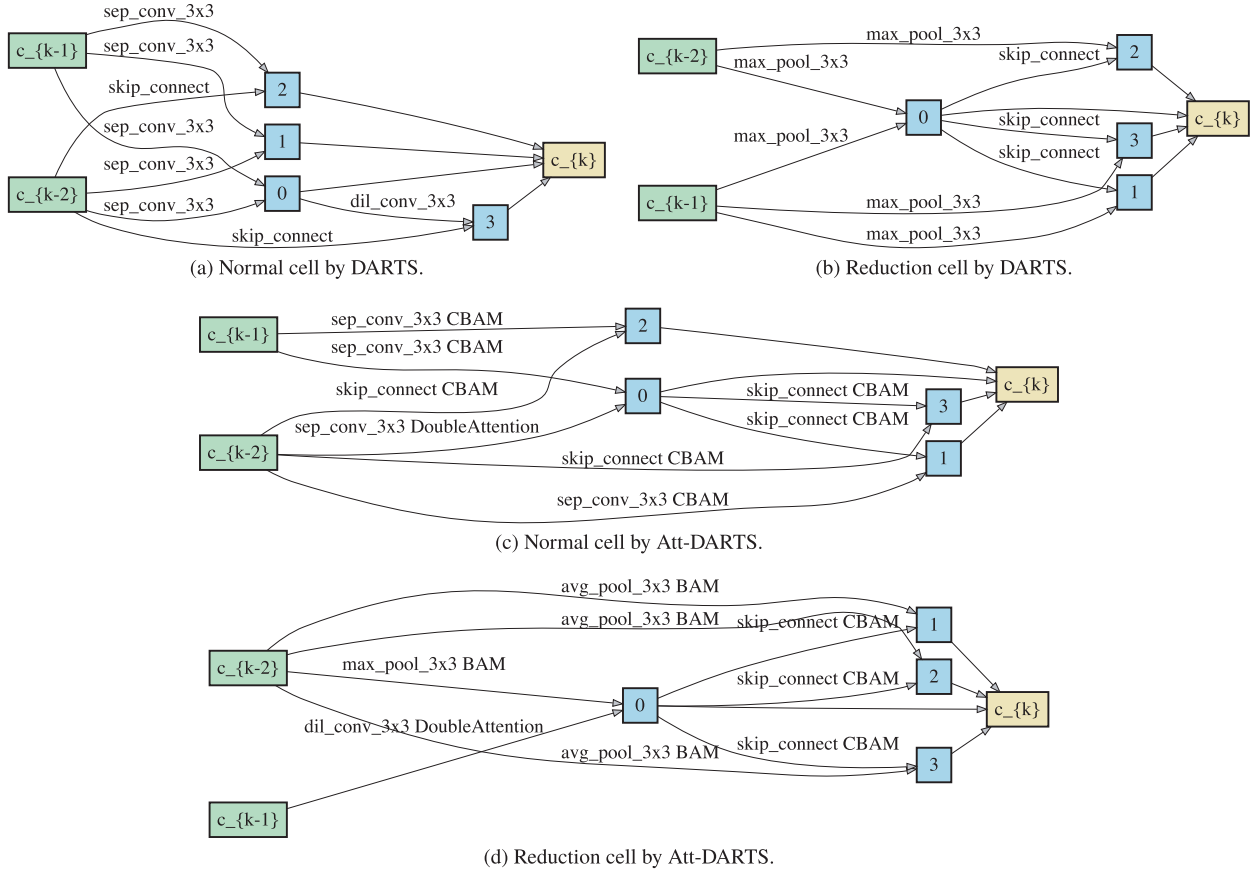 sep_conv_3x3
c_{k-1}
sep_conv_3x3
skip_connect
2
sep_conv_3x3
1
c_{k}
sep_conv_3x3
c_{k-2}
0
sep_conv_3x3
dil_conv_3x3
3
skip_connect
(a) Normal cell by DARTS.
max_pool_3x3
c_{k-2}
2
skip_connect
max_pool_3x3
0
skip_connect
c_{k}
max_pool_3x3
3
skip_connect
c_{k-1}
max_pool_3x3
1
max_pool_3x3
(b) Reduction cell by DARTS.
sep_conv_3x3 CBAM
2
c_{k-1}
sep_conv_3x3 CBAM
skip_connect CBAM
0
skip_connect CBAM
c_{k}
3
sep_conv_3x3 DoubleAttention
skip_connect CBAM
c_{k-2}
skip_connect CBAM
1
sep_conv_3x3 CBAM
(c) Normal cell by Att-DARTS.
avg_pool_3x3 BAM
avg_pool_3x3 BAM
skip_connect CBAM
1
c_{k-2}
max_pool_3x3 BAM
skip_connect CBAM
2
0
c_{k}
dil_conv_3x3 DoubleAttention
skip_connect CBAM
avg_pool_3x3 BAM
3
c_{k-1}
(d) Reduction cell by Att-DARTS.